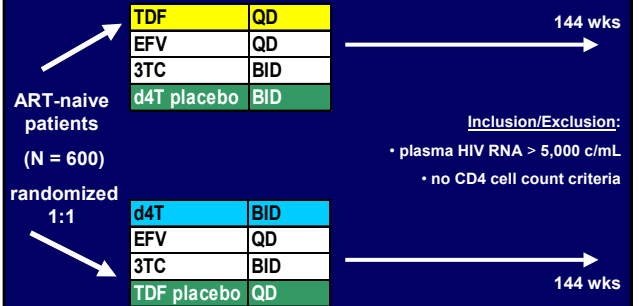 TDF QD
EFV QD
3TC BID
d4T placebo BID
144 wks
ART-naive
patients
(N = 600)
randomized
1:1
Inclusion/Exclusion:
• plasma HIV RNA > 5,000 c/mL
• no CD4 cell count criteria
d4T BID
EFV QD
3TC BID
TDF placebo QD
144 wks